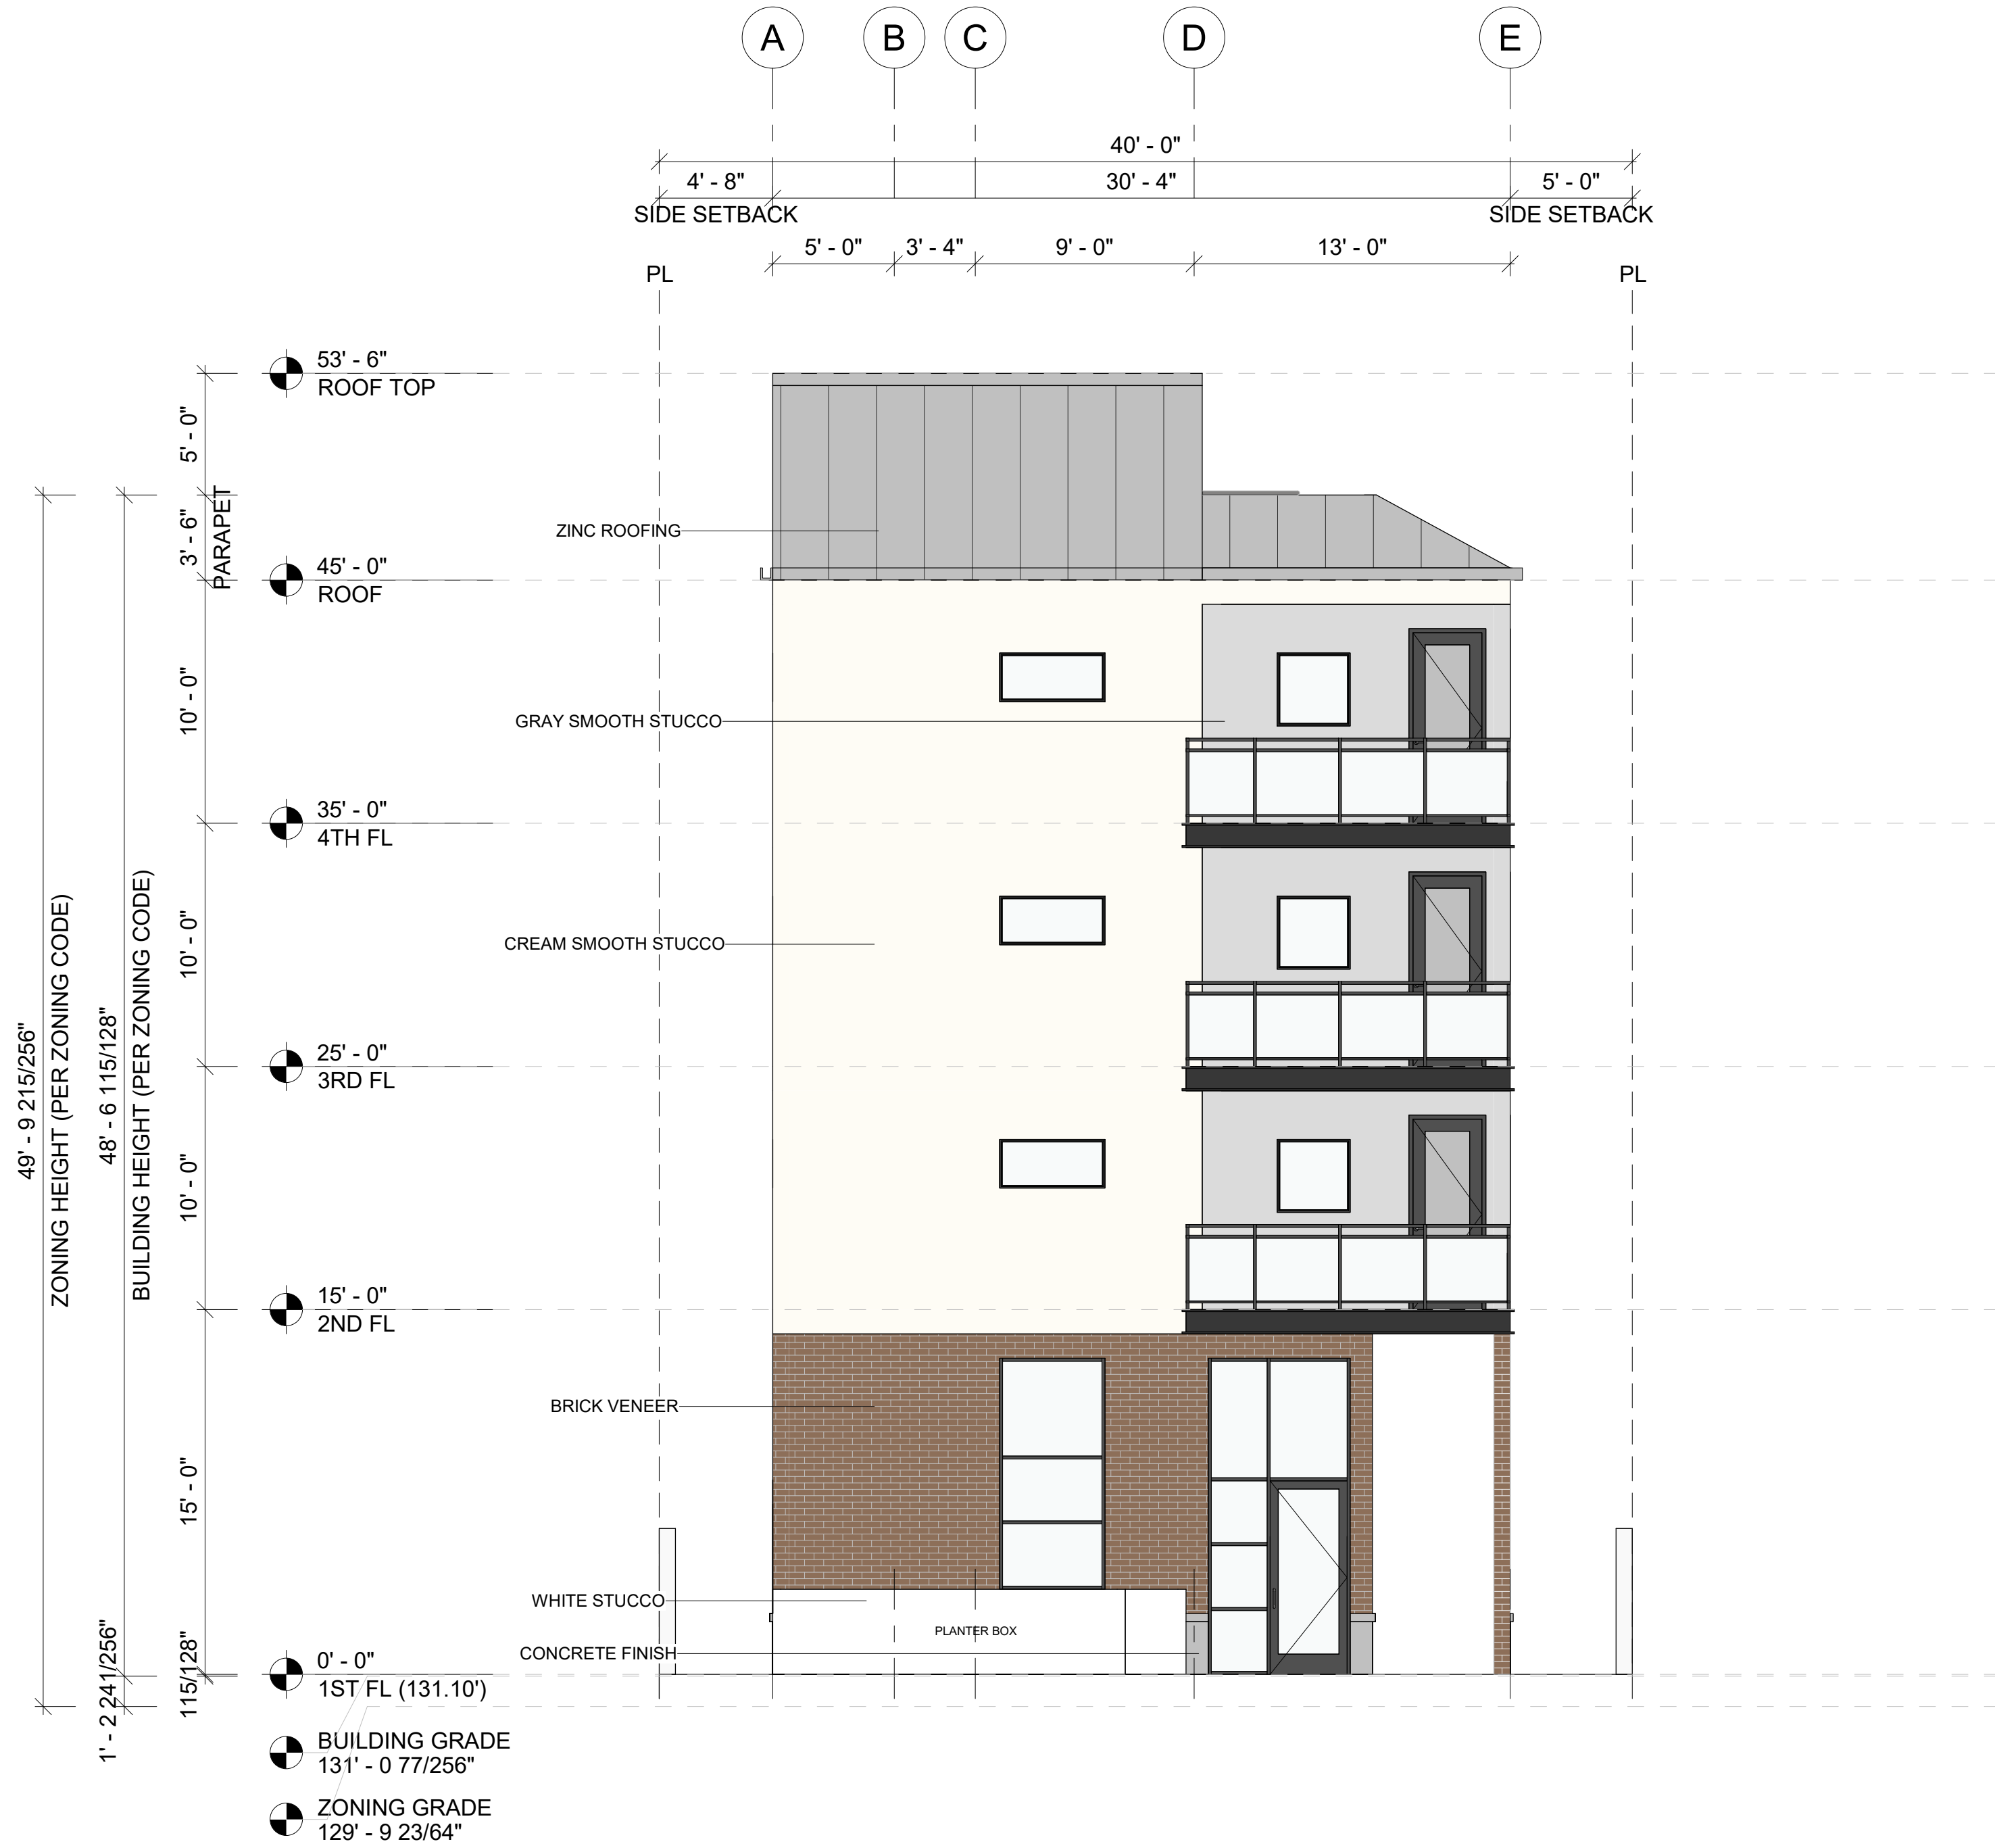 A B C D E
40' - 0"
4' - 8" 30' - 4" 5' - 0"
SIDE SETBACK SIDE SETBACK
5' - 0" 3' - 4" 9' - 0" 13' - 0"
PL PL
53' - 6"
ROOF TOP
5' - 0"
3' - 6"
PARAPET
ZINC ROOFING
45' - 0"
ROOF
10' - 0"
GRAY SMOOTH STUCCO
35' - 0"
4TH FL
10' - 0"
CREAM SMOOTH STUCCO
49' - 9 215/256"
ZONING HEIGHT (PER ZONING CODE)
48' - 6 115/128"
BUILDING HEIGHT (PER ZONING CODE)
25' - 0"
3RD FL
10' - 0"
15' - 0"
2ND FL
BRICK VENEER
15' - 0"
WHITE STUCCO
PLANTER BOX
CONCRETE FINISH
0' - 0"
1ST FL (131.10')
115/128"
1' - 2 241/256"
BUILDING GRADE
131' - 0 77/256"
ZONING GRADE
129' - 9 23/64"